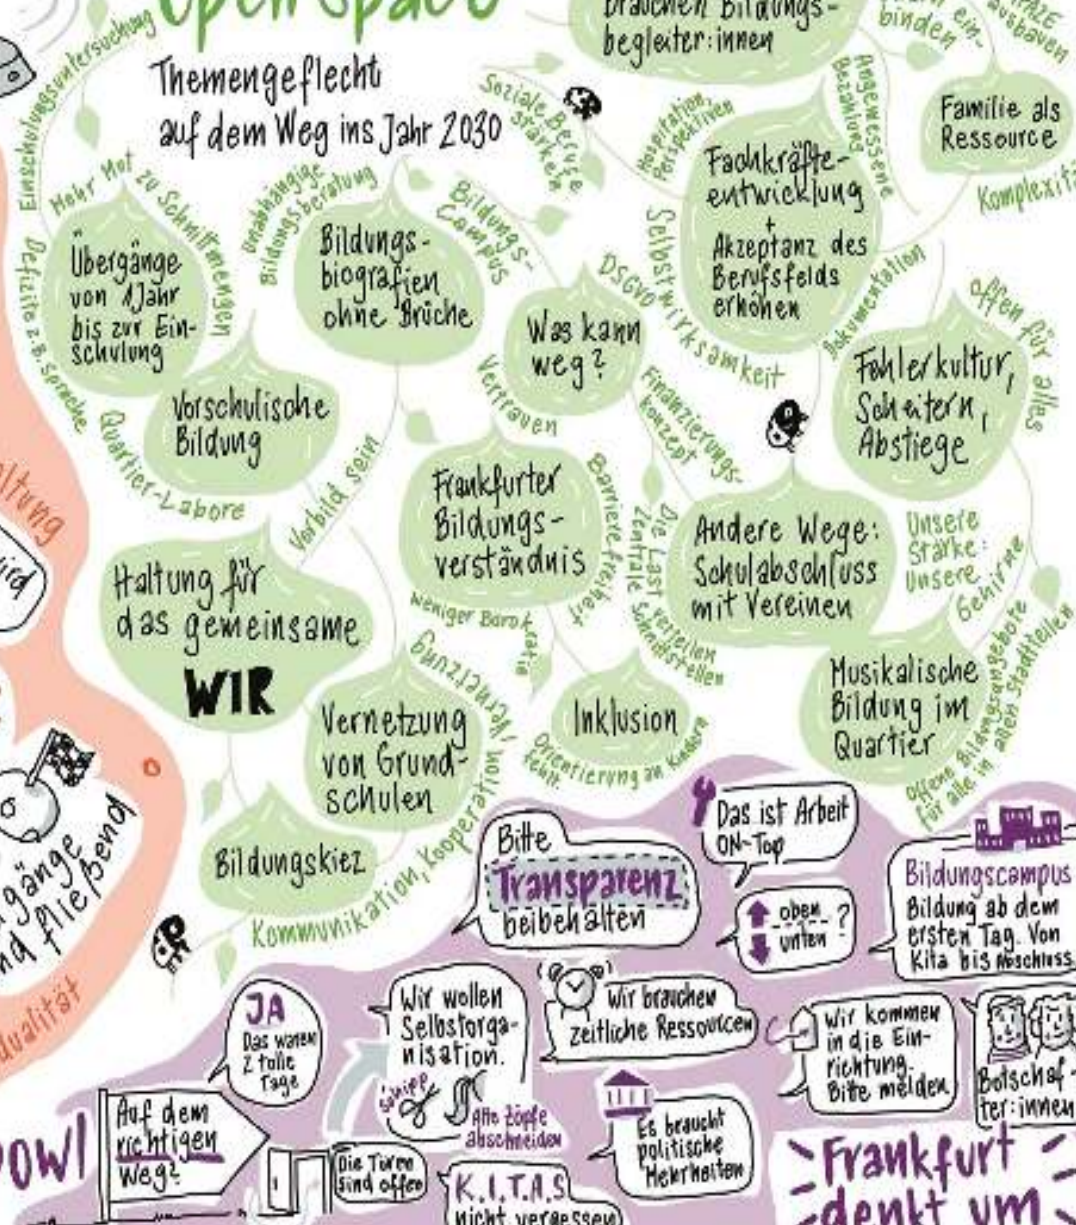 Open Space
Themengeflecht
auf dem Weg ins Jahr 2030
brauchen Bildungs-
begleiter:innen
ein-
binden
ausbauen
Einschulungsuntersuchung
Soziale Berufe
stärken
Hospitation,
Perspektiven
Angemessene
Bezahlung
Familie als
Ressource
Fachkräfte-
entwicklung
+
Akzeptanz des
Berufsfelds
erhöhen
Mehr Mut zu Schnittmengen
Übergänge
von 1 Jahr
bis zur Ein-
schulung
Defizite z.B. Sprache
Unabhängige
Bildungsberatung
Bildungs-
biografien
ohne Brüche
Bildungs-
Campus
DSGVO
Selbstwirksamkeit
Dokumentation
Was kann
weg?
Offen für alles
Fehlerkultur,
Scheitern,
Abstiege
Vorschulische
Bildung
Quartier-Labore
Vorbild sein
Vertrauen
Finanzierungs-
konzept
Frankfurter
Bildungs-
verständnis
Barrierefreiheit
Die Last verteilen
Zentrale Schnittstellen
Andere Wege:
Schulabschluss
mit Vereinen
Unsere
Stärke:
Unsere
Gehirne
Haltung für
das gemeinsame
WIR
weniger Bürokratie
Vernetzung
von Grund-
schulen
Inklusion
Orientierung an Kindern
fehlt
Musikalische
Bildung im
Quartier
Offene Bildungsangebote
für alle in allen Stadtteilen
Bildungskiez
Kommunikation, Kooperation, Vernetzung
Bitte
Transparenz
beibehalten
Das ist Arbeit
ON-Top
oben
unten ?
Bildungscampus
Bildung ab dem
ersten Tag. Von
Kita bis Abschluss
JA
Das waren
2 tolle
Tage
Wir wollen
Selbstorga-
nisation.
Schnipp
Alte Zöpfe
abschneiden
Wir brauchen
zeitliche Ressourcen
Wir kommen
in die Ein-
richtung.
Bitte melden
Botschaf-
ter:innen
Auf dem
richtigen
Weg?
Die Türen
sind offen
K.I.T.A.S
nicht vergessen
Es braucht
politische
Mehrheiten
Frankfurt
denkt um